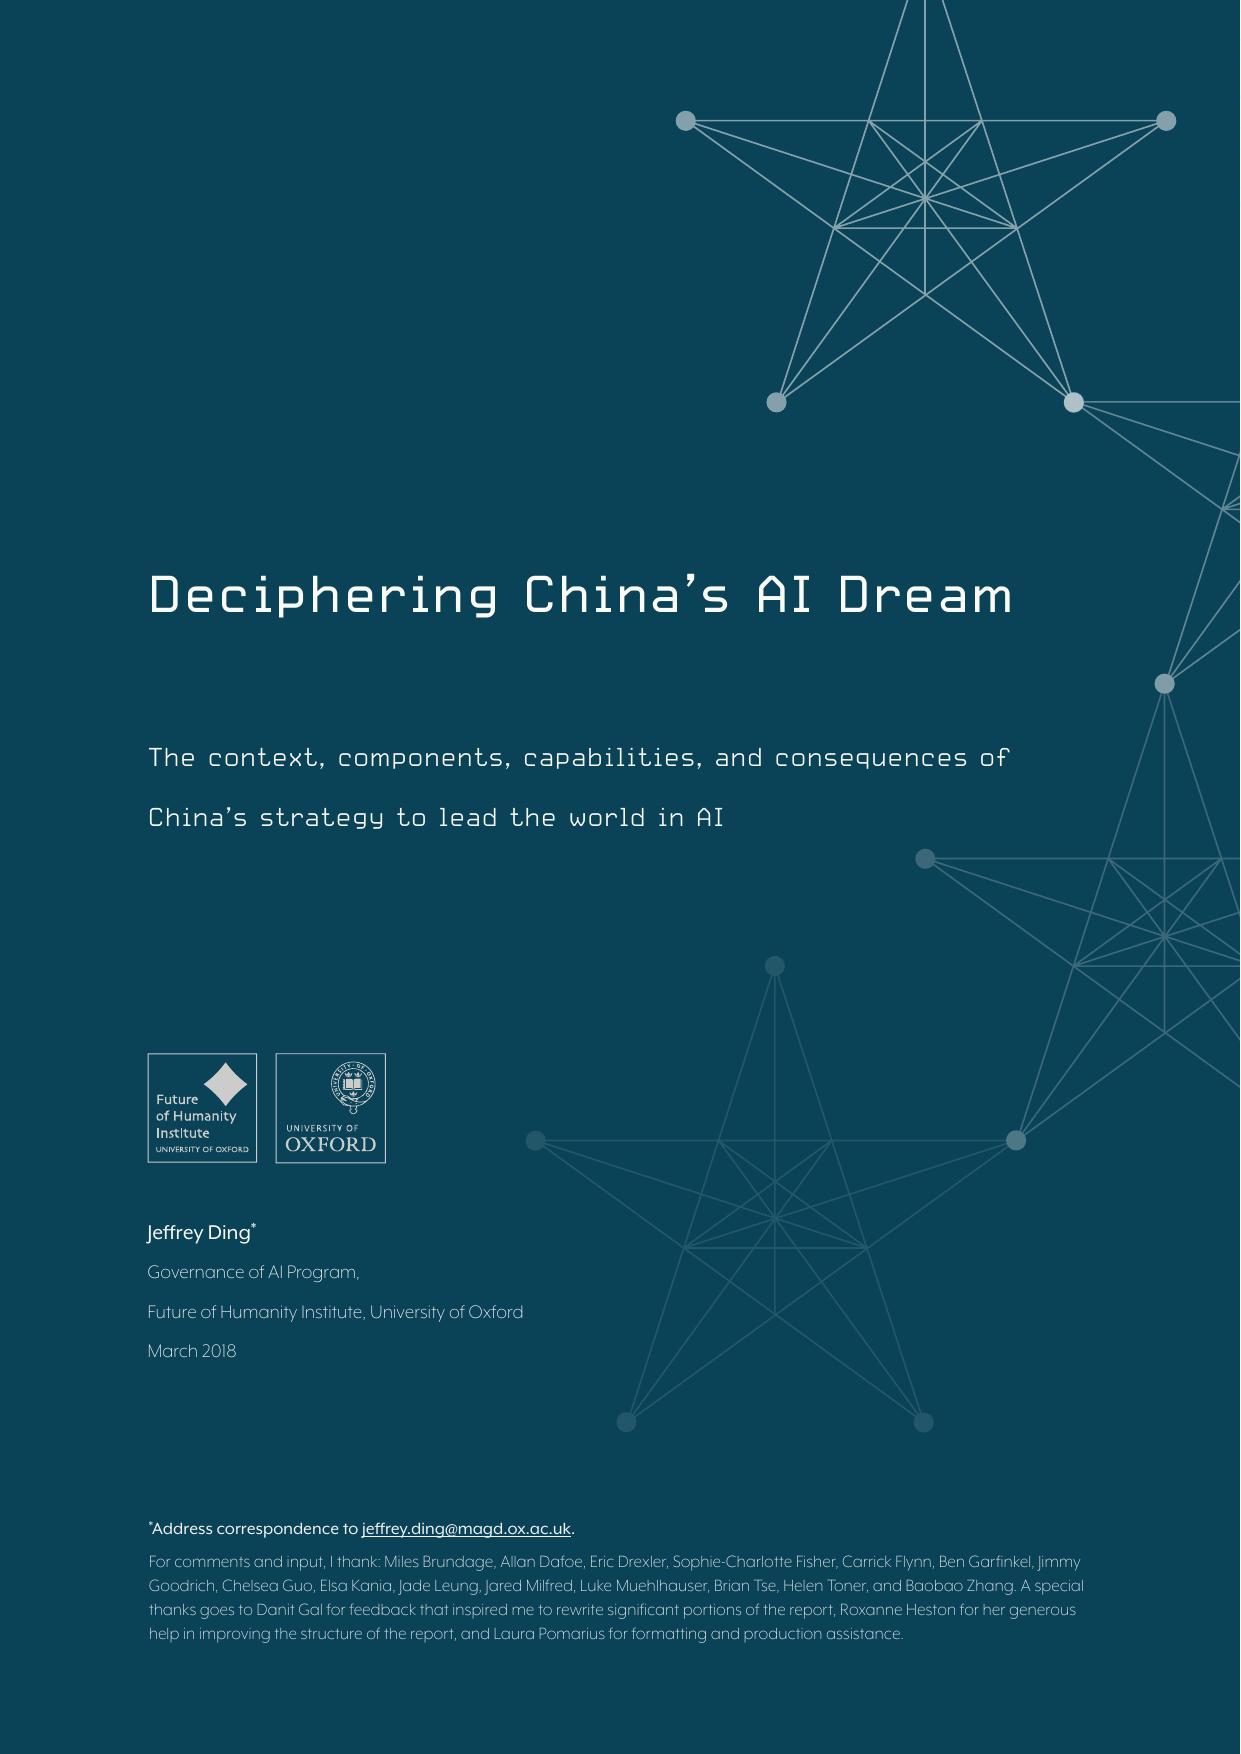 Deciphering China’s AI Dream
The context, components, capabilities, and consequences of
China’s strategy to lead the world in AI
Future
of Humanity
Institute
UNIVERSITY OF OXFORD
UNIVERSITY OF OXFORD
UNIVERSITY OF
OXFORD
Jeffrey Ding*
Governance of AI Program,
Future of Humanity Institute, University of Oxford
March 2018
*Address correspondence to jeffrey.ding@magd.ox.ac.uk.
For comments and input, I thank: Miles Brundage, Allan Dafoe, Eric Drexler, Sophie-Charlotte Fisher, Carrick Flynn, Ben Garfinkel, Jimmy
Goodrich, Chelsea Guo, Elsa Kania, Jade Leung, Jared Milfred, Luke Muehlhauser, Brian Tse, Helen Toner, and Baobao Zhang. A special
thanks goes to Danit Gal for feedback that inspired me to rewrite significant portions of the report, Roxanne Heston for her generous
help in improving the structure of the report, and Laura Pomarius for formatting and production assistance.